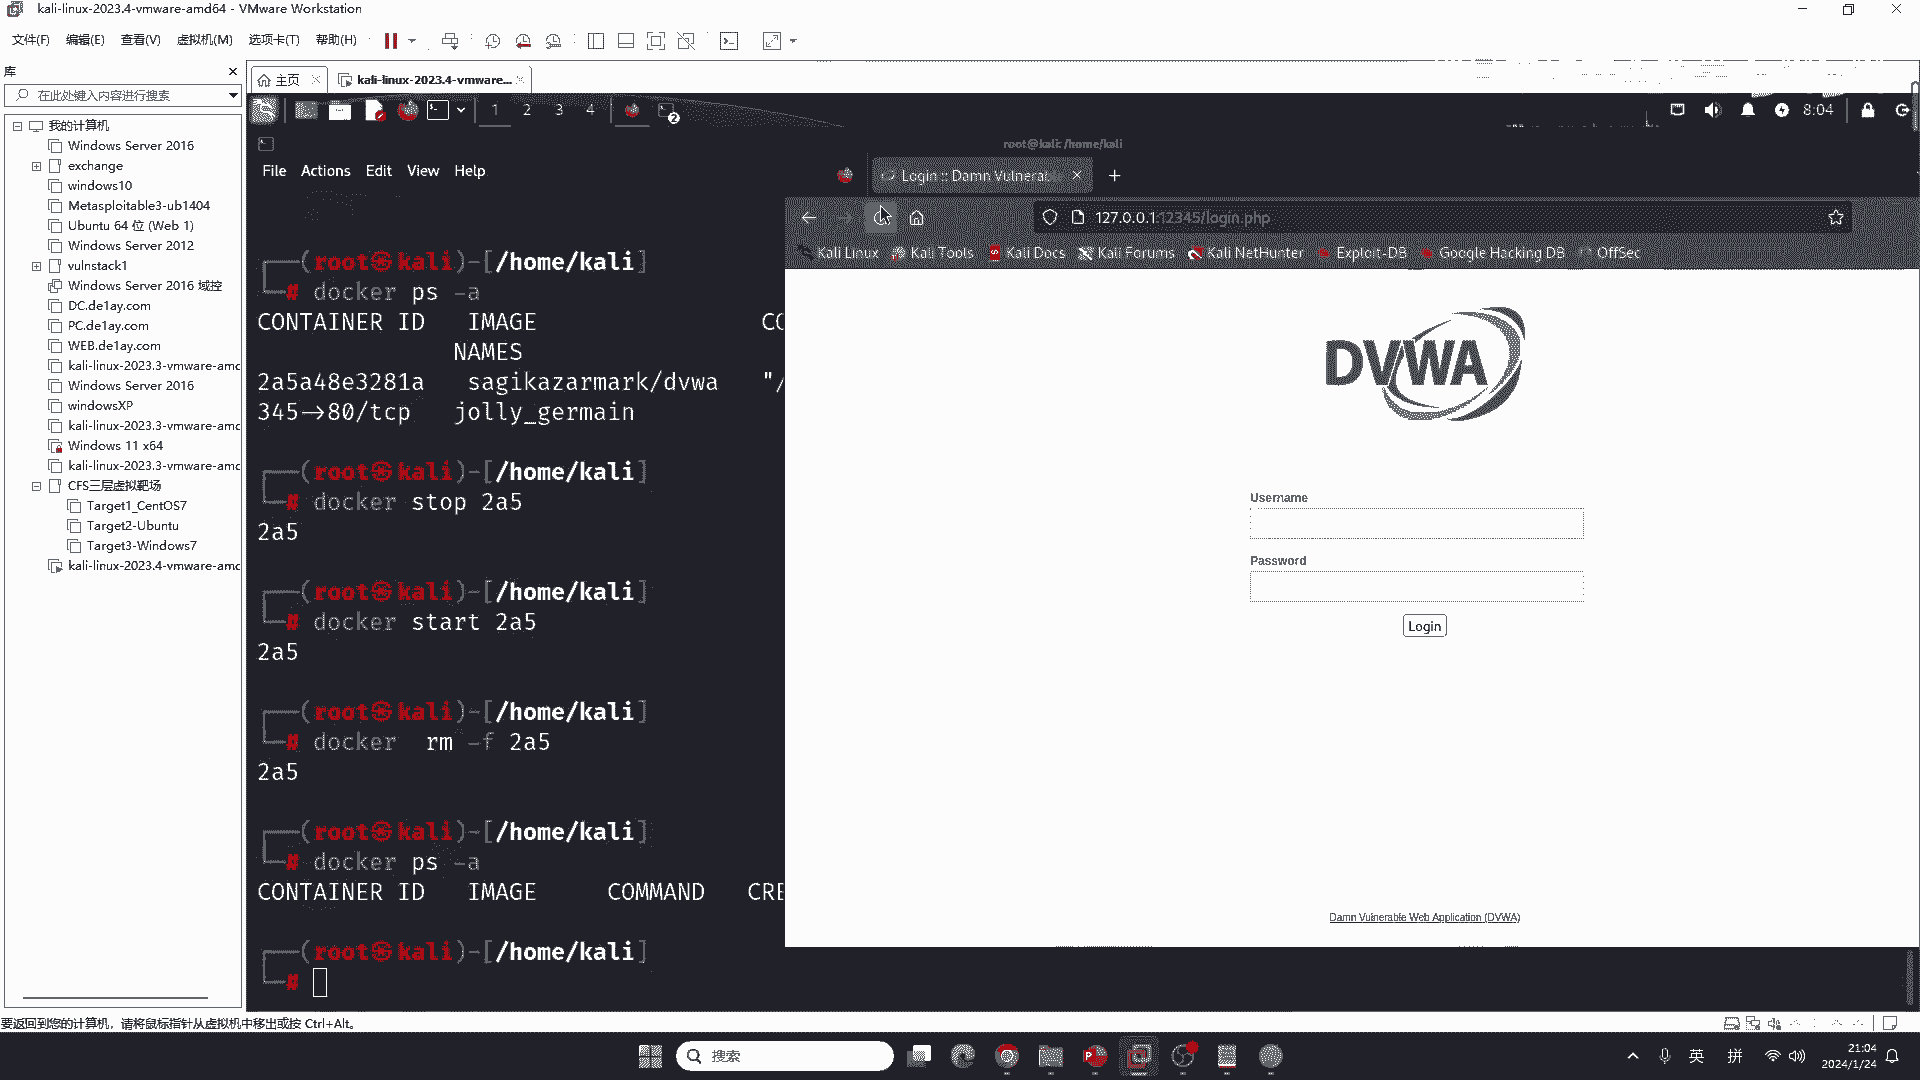 kali-linux-2023.4-vmware-amd64 - VMware Workstation
文件(F) 编辑(E) 查看(V) 虚拟机(M) 选项卡(T) 帮助(H)
库
在此处键入内容进行搜索
我的计算机
Windows Server 2016
exchange
windows10
Metasploitable3-ub1404
Ubuntu 64 位 (Web 1)
Windows Server 2012
vulnstack1
Windows Server 2016 域控
DC.de1ay.com
PC.de1ay.com
WEB.de1ay.com
kali-linux-2023.3-vmware-amc
Windows Server 2016
windowsXP
kali-linux-2023.3-vmware-amc
Windows 11 x64
kali-linux-2023.3-vmware-amc
CFS三层虚拟靶场
Target1_CentOS7
Target2-Ubuntu
Target3-Windows7
kali-linux-2023.4-vmware-amc
主页
kali-linux-2023.4-vmware...
1 2 3 4
2
8:04
root@kali: /home/kali
File Actions Edit View Help
(root㉿kali)-[/home/kali]
# docker ps -a
CONTAINER ID IMAGE CC
NAMES
2a5a48e3281a sagikazarmark/dvwa "/
345→80/tcp jolly_germain
(root㉿kali)-[/home/kali]
# docker stop 2a5
2a5
(root㉿kali)-[/home/kali]
# docker start 2a5
2a5
(root㉿kali)-[/home/kali]
# docker rm -f 2a5
2a5
(root㉿kali)-[/home/kali]
# docker ps -a
CONTAINER ID IMAGE COMMAND CRE
(root㉿kali)-[/home/kali]
#
Login :: Damn Vulnerab
127.0.0.1:12345/login.php
Kali Linux Kali Tools Kali Docs Kali Forums Kali NetHunter Exploit-DB Google Hacking DB OffSec
DVWA
Username
Password
Login
Damn Vulnerable Web Application (DVWA)
要返回到您的计算机，请将鼠标指针从虚拟机中移出或按 Ctrl+Alt。
搜索
英 拼
21:04
2024/1/24